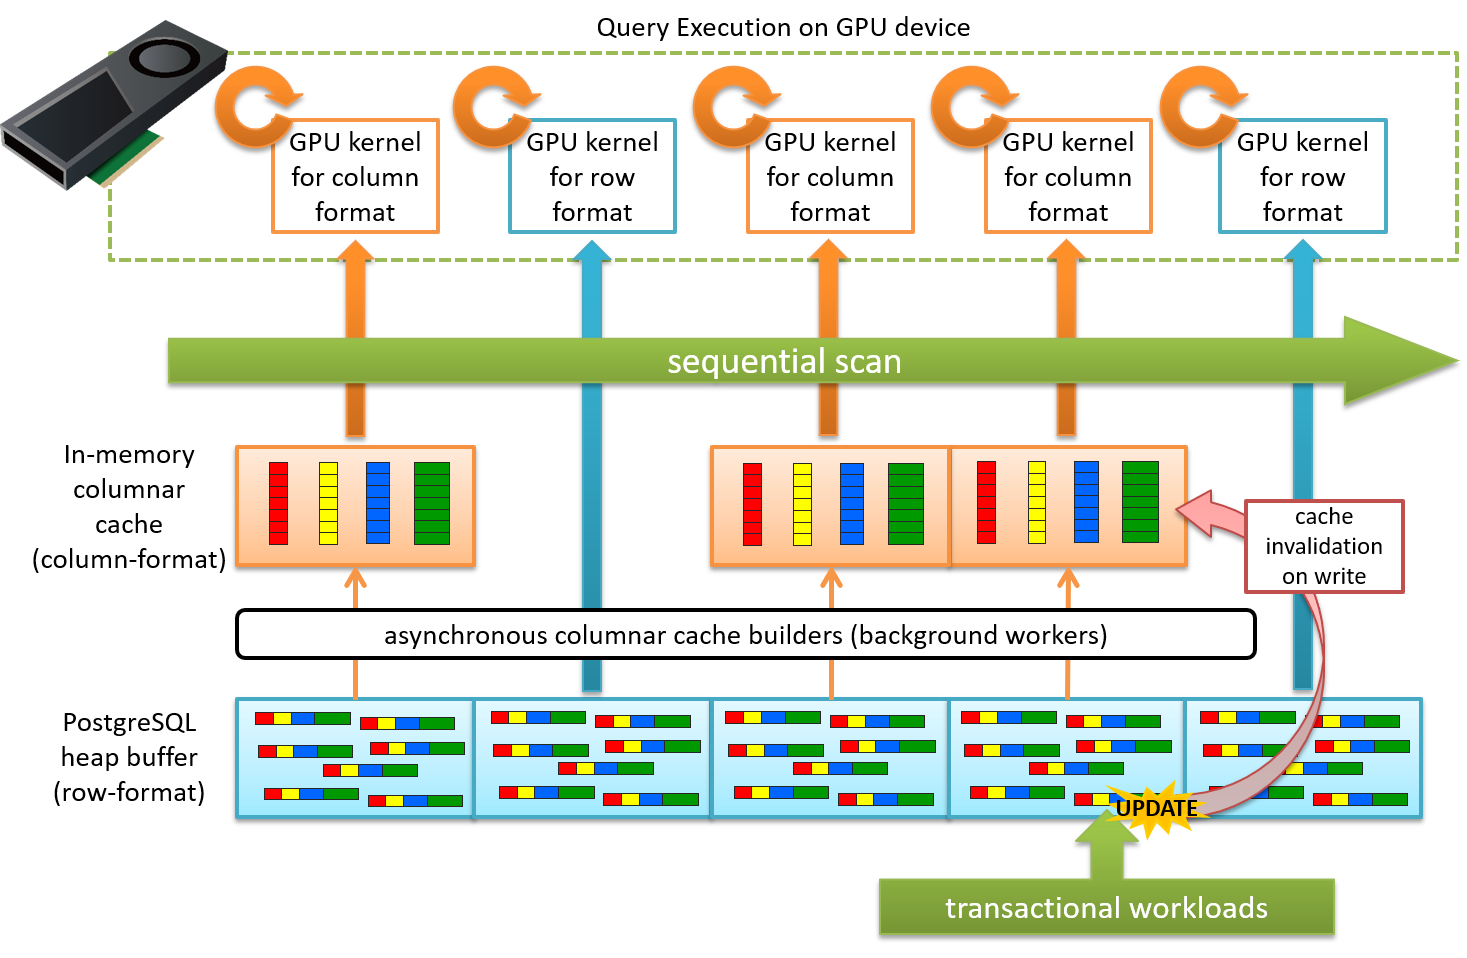 Query Execution on GPU device
GPU kernel
for column
format
GPU kernel
for row
format
GPU kernel
for column
format
GPU kernel
for column
format
GPU kernel
for row
format
sequential scan
In-memory
columnar
cache
(column-format)
cache
invalidation
on write
asynchronous columnar cache builders (background workers)
PostgreSQL
heap buffer
(row-format)
UPDATE
transactional workloads